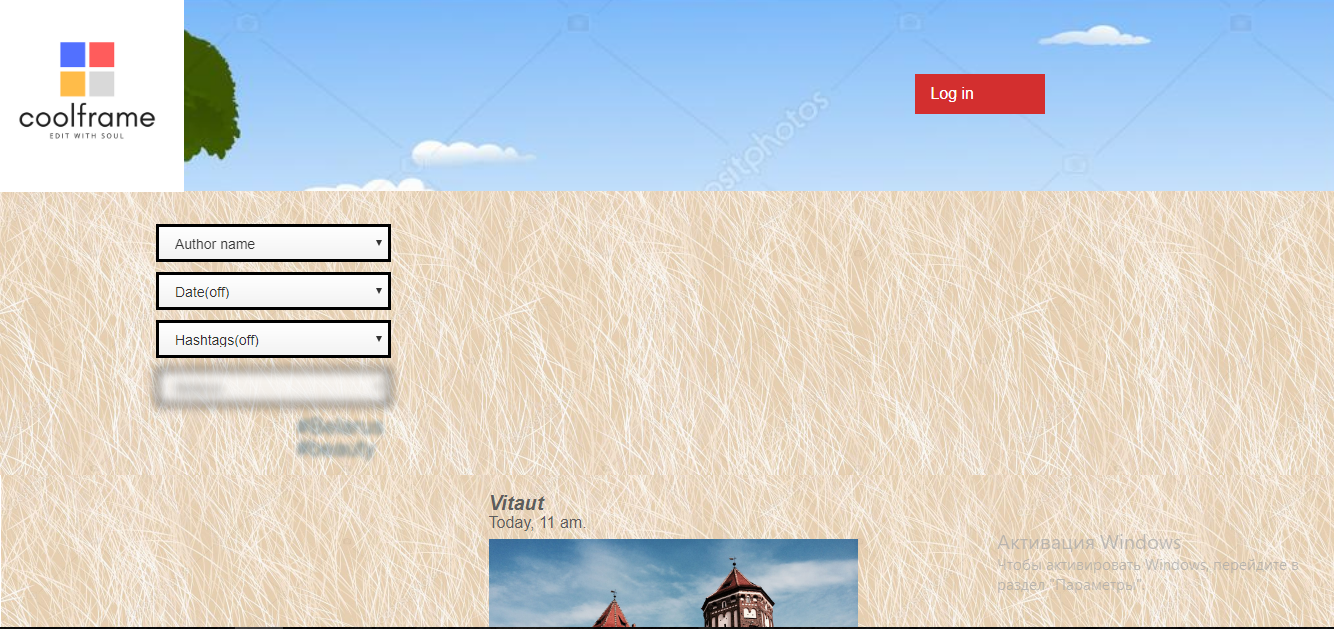 coolframe
EDIT WITH SOUL
Log in
Author name
Date(off)
Hashtags(off)
#Belarus
#beauty
Vitaut
Today, 11 am.
Активация Windows
Чтобы активировать Windows, перейдите в
раздел "Параметры".